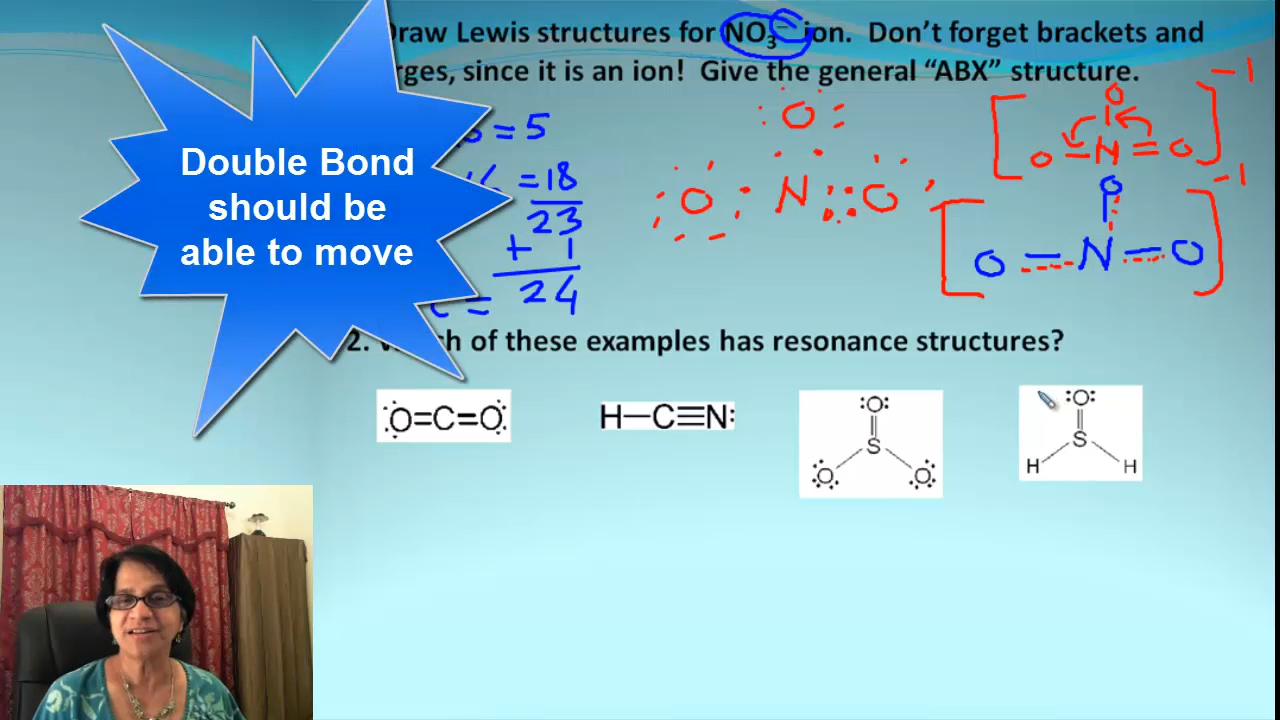 Draw Lewis structures for NO₃⁻ ion. Don’t forget brackets and
rges, since it is an ion! Give the general “ABX” structure.
Double Bond
should be
able to move
= 5
= 18
23
+ 1
= 24
O
O N O
[ O
O = N = O ] -1
[ O
O N O ] -1
2. Which of these examples has resonance structures?
O=C=O
H—C≡N:
:O:
S
O O
:O:
S
H H